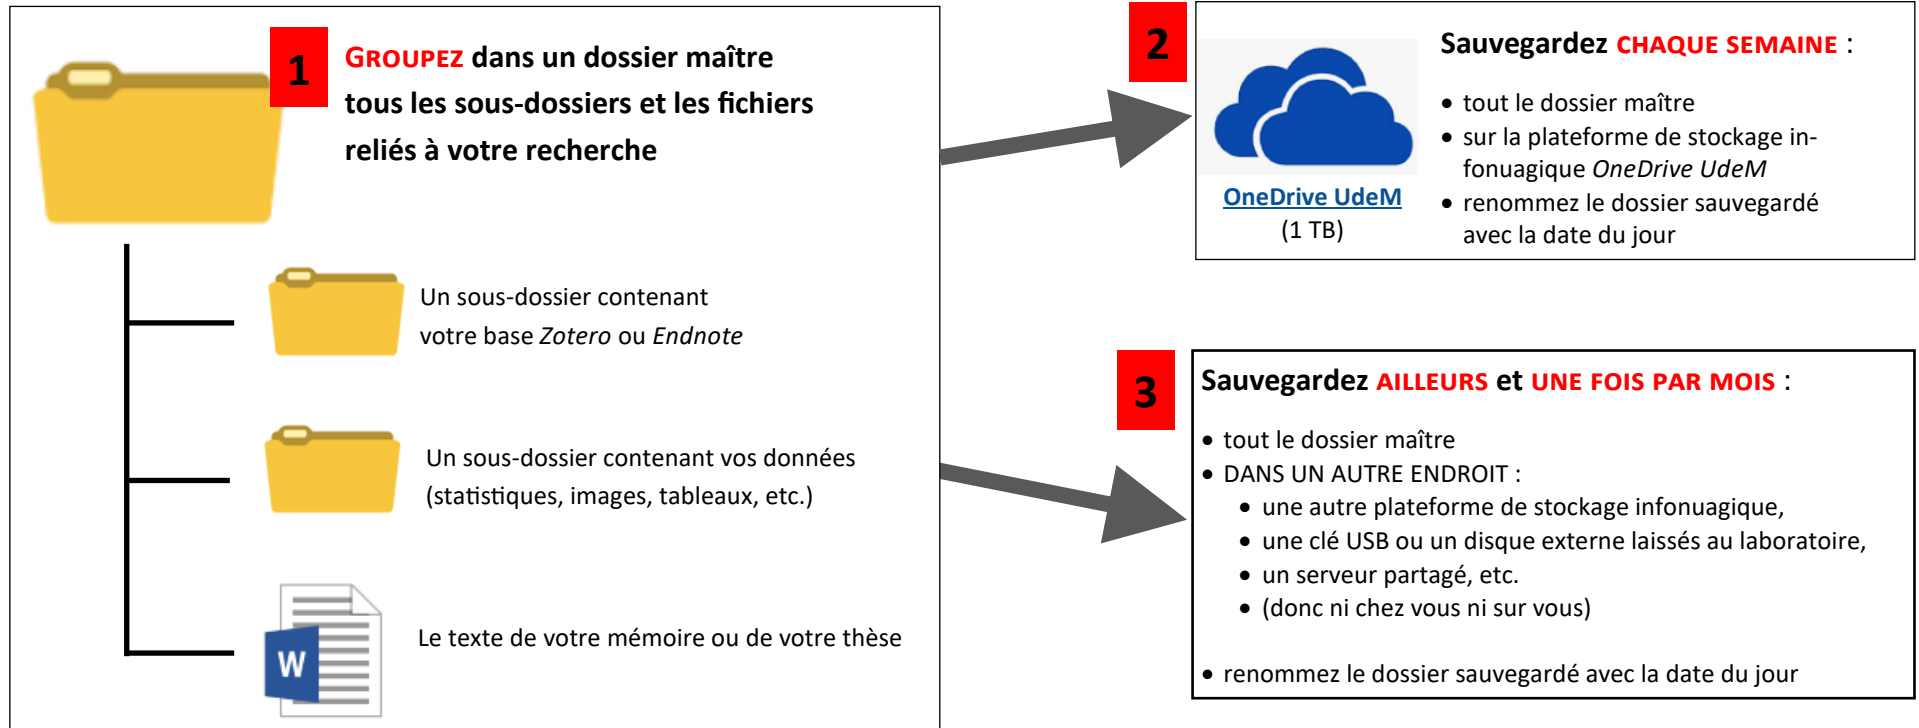 1
GROUPEZ dans un dossier maître
tous les sous-dossiers et les fichiers
reliés à votre recherche
Un sous-dossier contenant
votre base Zotero ou Endnote
Un sous-dossier contenant vos données
(statistiques, images, tableaux, etc.)
W
Le texte de votre mémoire ou de votre thèse
2
OneDrive UdeM
(1 TB)
Sauvegardez CHAQUE SEMAINE :
• tout le dossier maître
• sur la plateforme de stockage in-
fonuagique OneDrive UdeM
• renommez le dossier sauvegardé
avec la date du jour
3
Sauvegardez AILLEURS et UNE FOIS PAR MOIS :
• tout le dossier maître
• DANS UN AUTRE ENDROIT :
• une autre plateforme de stockage infonuagique,
• une clé USB ou un disque externe laissés au laboratoire,
• un serveur partagé, etc.
• (donc ni chez vous ni sur vous)
• renommez le dossier sauvegardé avec la date du jour